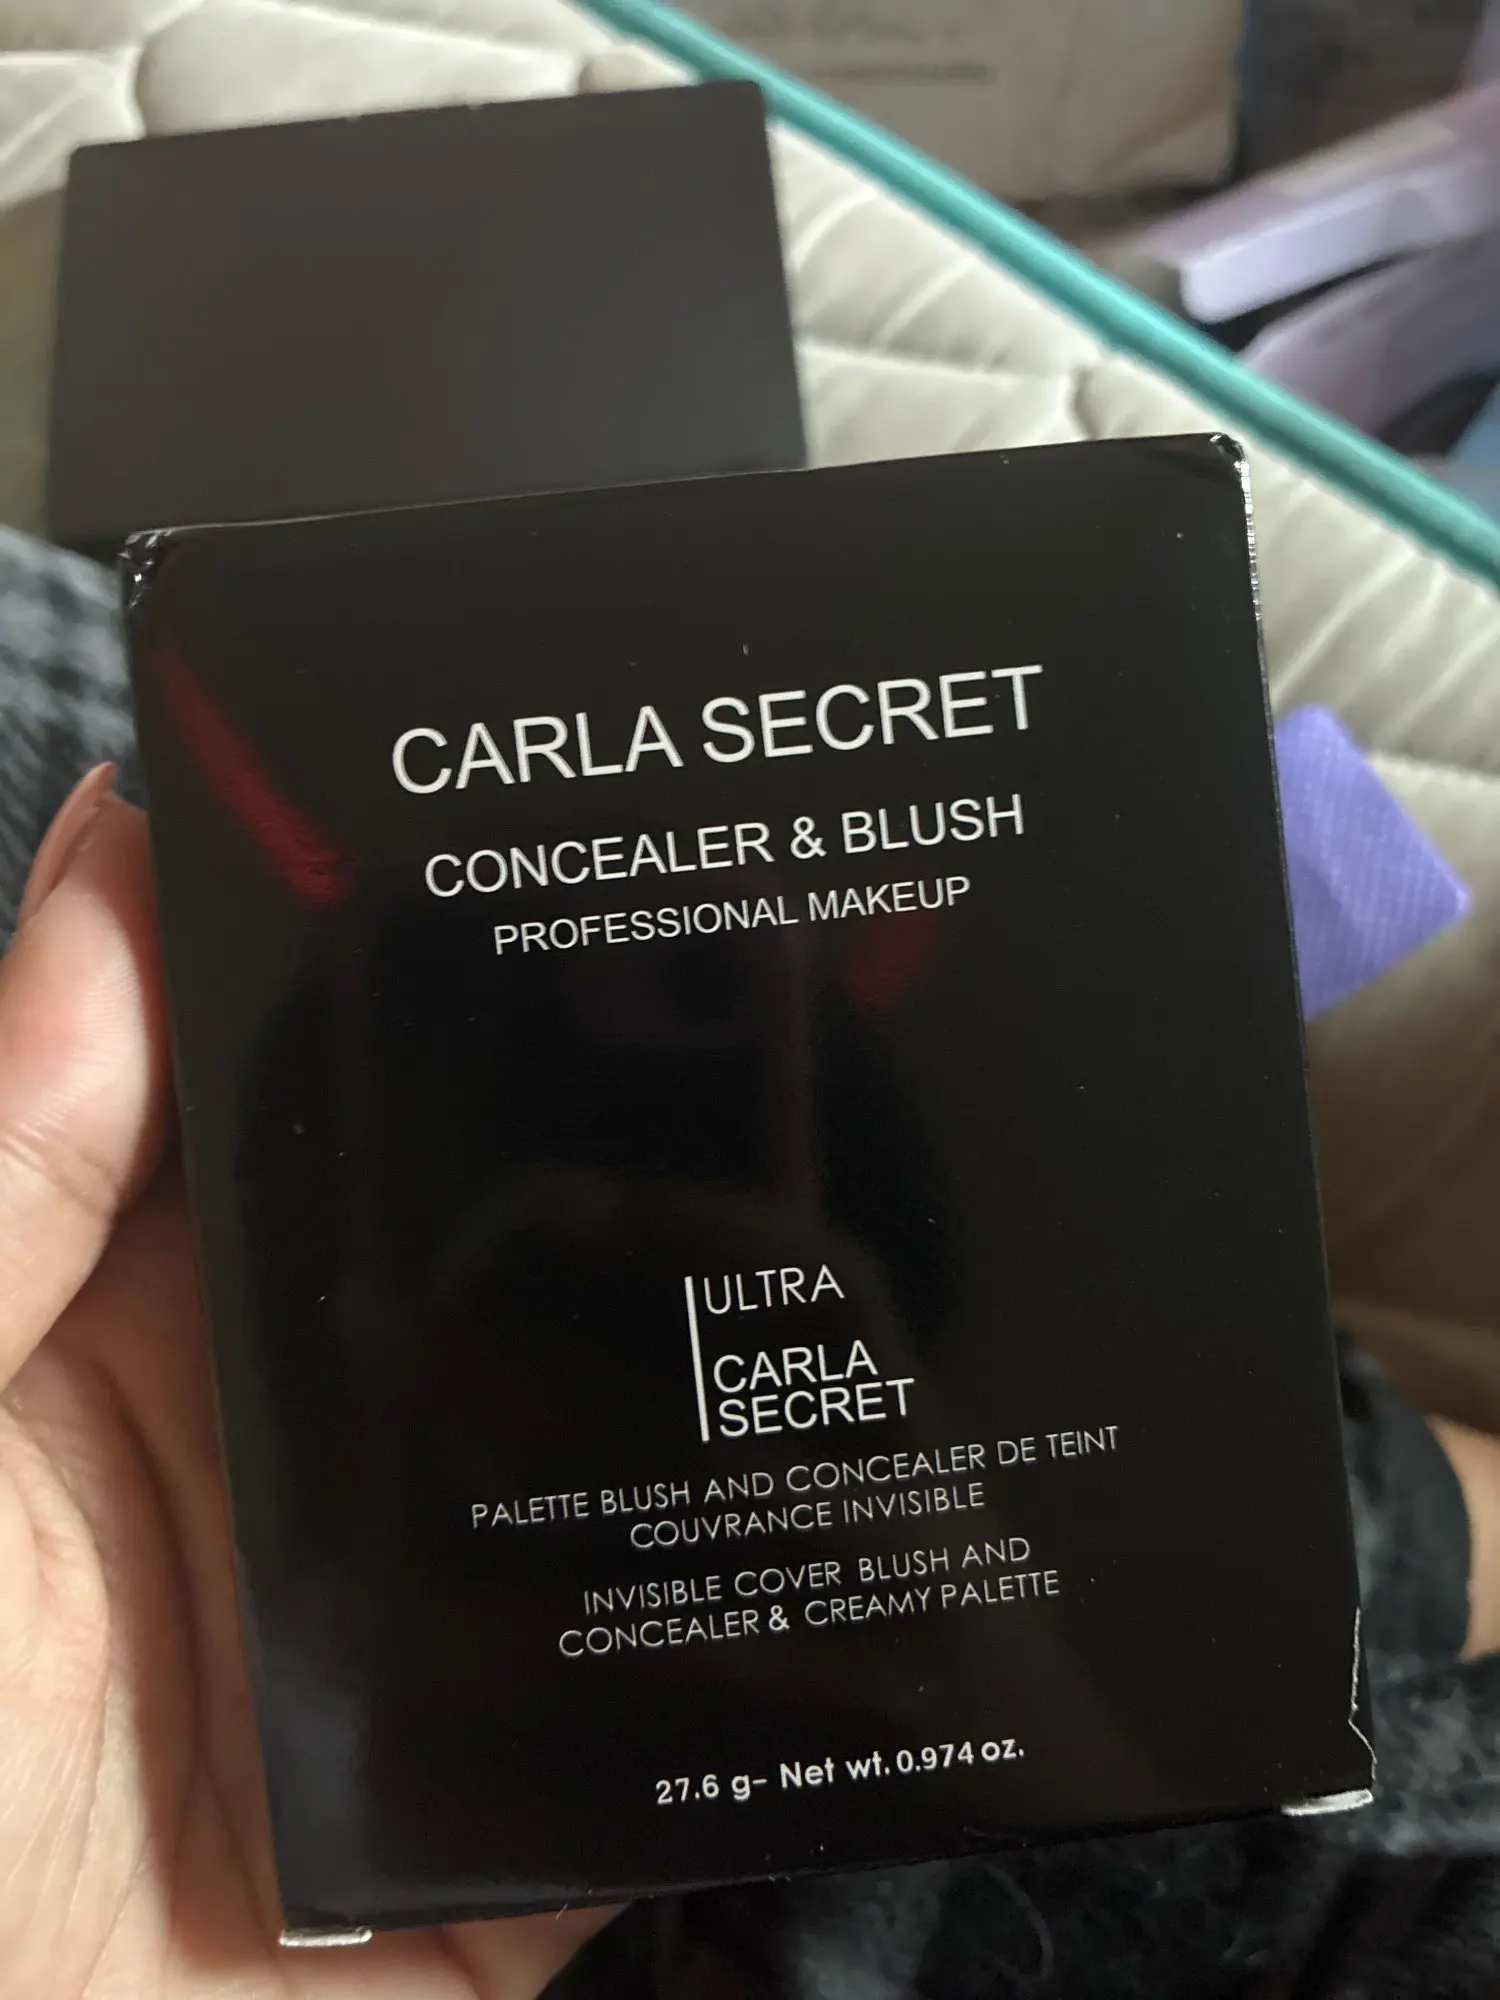 CARLA SECRET
CONCEALER & BLUSH
PROFESSIONAL MAKEUP
ULTRA
CARLA
SECRET
PALETTE BLUSH AND CONCEALER DE TEINT
COUVRANCE INVISIBLE
INVISIBLE COVER BLUSH AND
CONCEALER & CREAMY PALETTE
27.6 g- Net wt. 0.974 oz.